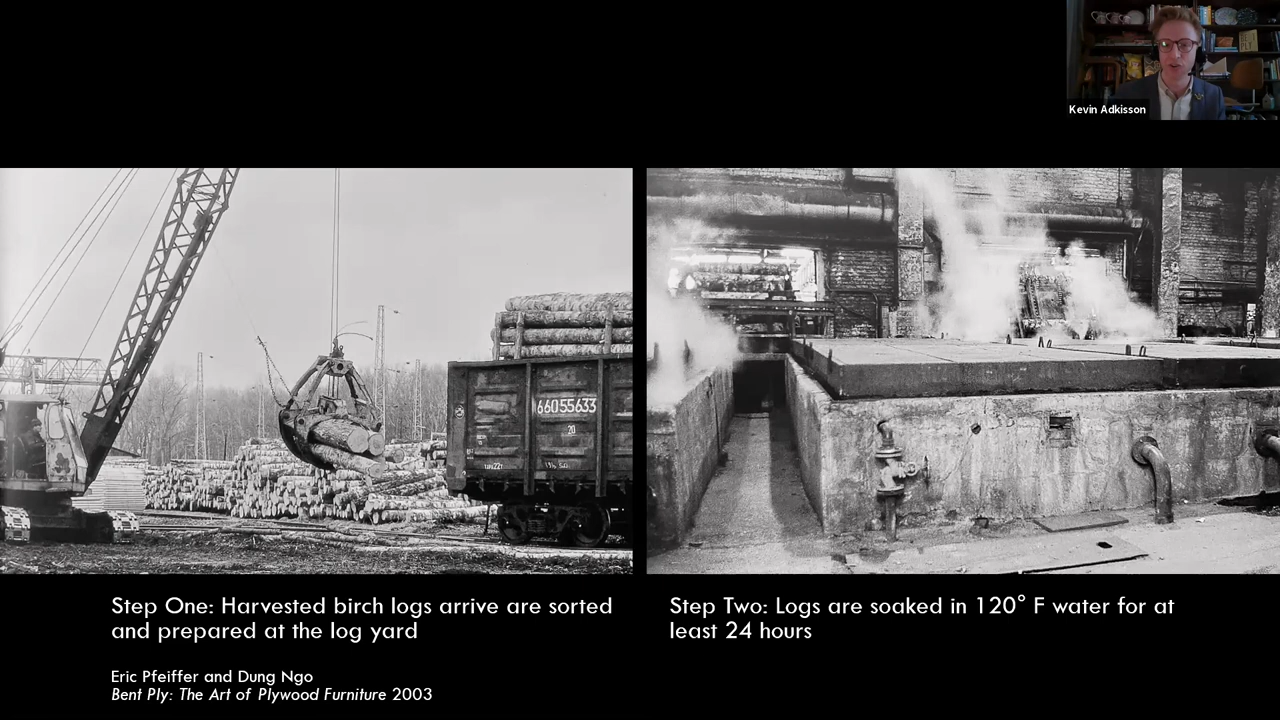 Kevin Adkisson
66055633
20
Step One: Harvested birch logs arrive are sorted
and prepared at the log yard
Eric Pfeiffer and Dung Ngo
Bent Ply: The Art of Plywood Furniture 2003
Step Two: Logs are soaked in 120° F water for at
least 24 hours